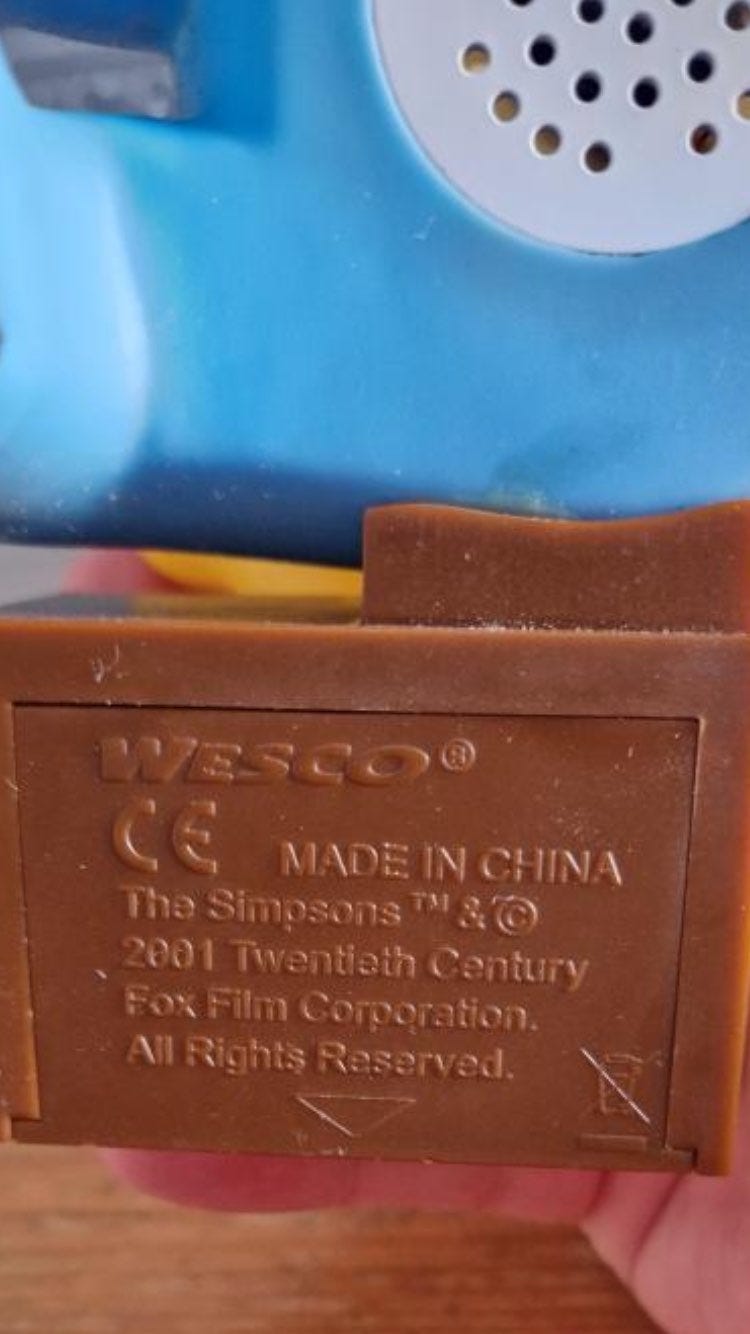 WESCO®
CE MADE IN CHINA
The Simpsons ™ & ©
2001 Twentieth Century
Fox Film Corporation.
All Rights Reserved.